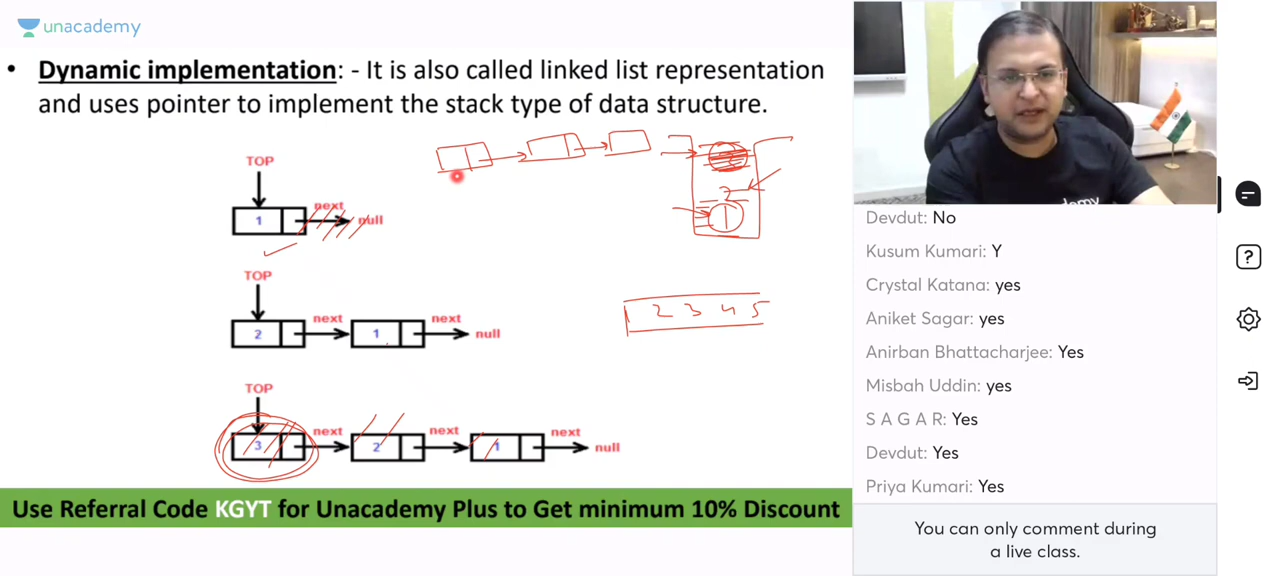 unacademy
• Dynamic implementation: - It is also called linked list representation
and uses pointer to implement the stack type of data structure.
TOP
1
next
null
TOP
2
next
1
next
null
TOP
3
next
2
next
1
next
null
2
1
2 3 4 5
Use Referral Code KGYT for Unacademy Plus to Get minimum 10% Discount
Devdut: No
Kusum Kumari: Y
Crystal Katana: yes
Aniket Sagar: yes
Anirban Bhattacharjee: Yes
Misbah Uddin: yes
S A G A R: Yes
Devdut: Yes
Priya Kumari: Yes
You can only comment during
a live class.
?